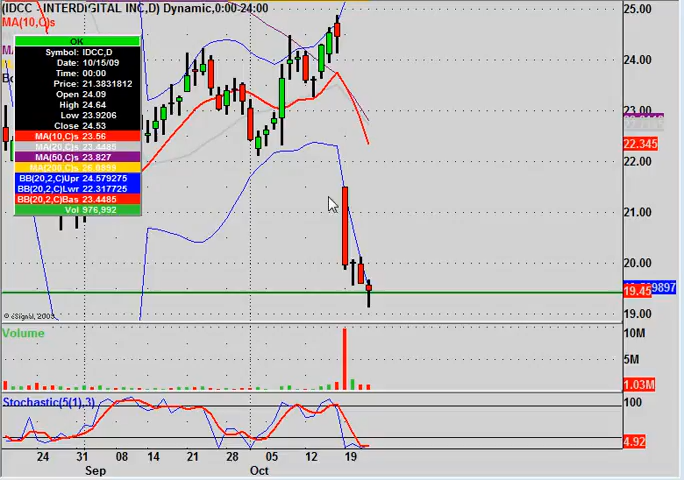 (IDCC - INTERDIGITAL INC,D) Dynamic,0:00-24:00
MA(10,C)s
OK
Symbol: IDCC,D
Date: 10/15/09
Time: 00:00
Price: 21.3831812
Open 24.09
High 24.64
Low 23.9206
Close 24.53
MA(10,C)s 23.56
MA(20,C)s 23.4485
MA(50,C)s 23.827
MA(200,C)s 26.0859
BB(20,2,C)Upr 24.579275
BB(20,2,C)Lwr 22.317725
BB(20,2,C)Bas 23.4485
Vol 976,992
25.00
24.00
23.00
22.345
22.00
21.00
20.00
19.45
19.00
© eSignal, 2009
Volume
10M
5M
1.03M
Stochastic(5(1),3)
100
4.92
24 31 08 14 21 28 05 12 19
Sep Oct